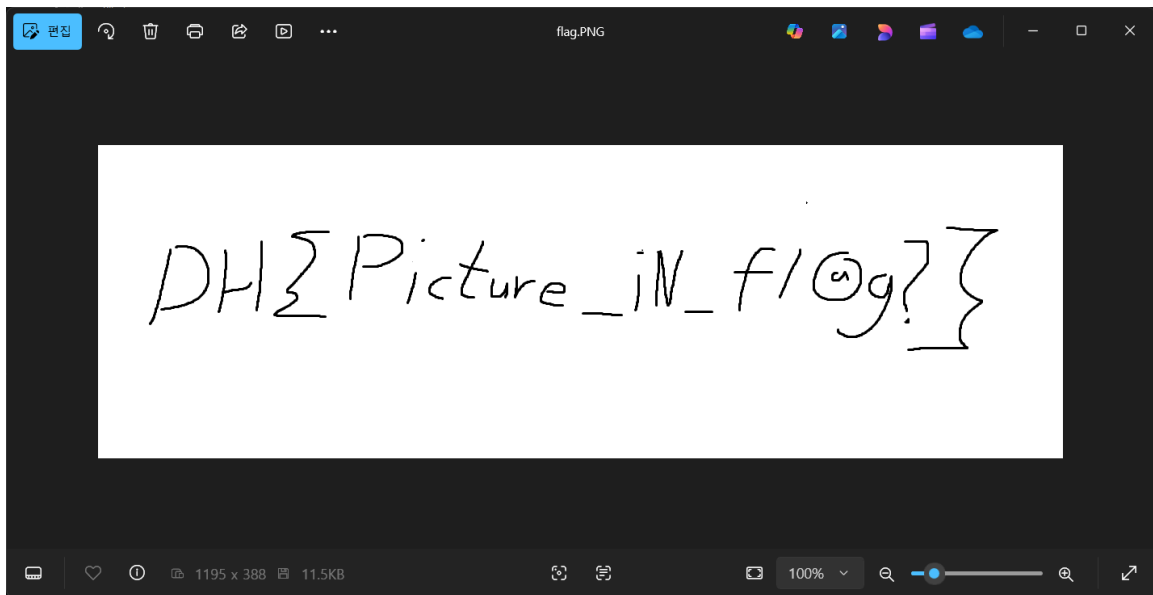 편집
flag.PNG
DH{Picture_iN_fl@g?}
1195 x 388
11.5KB
100%